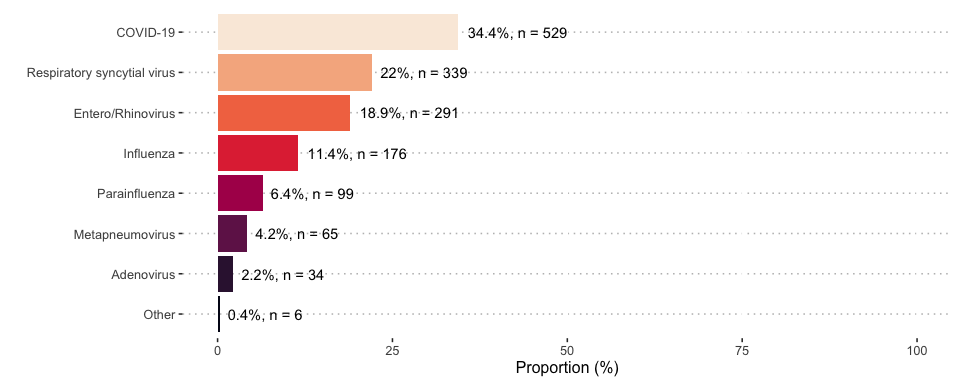 COVID-19 34.4%, n = 529
Respiratory syncytial virus 22%, n = 339
Entero/Rhinovirus 18.9%, n = 291
Influenza 11.4%, n = 176
Parainfluenza 6.4%, n = 99
Metapneumovirus 4.2%, n = 65
Adenovirus 2.2%, n = 34
Other 0.4%, n = 6
0 25 50 75 100
Proportion (%)